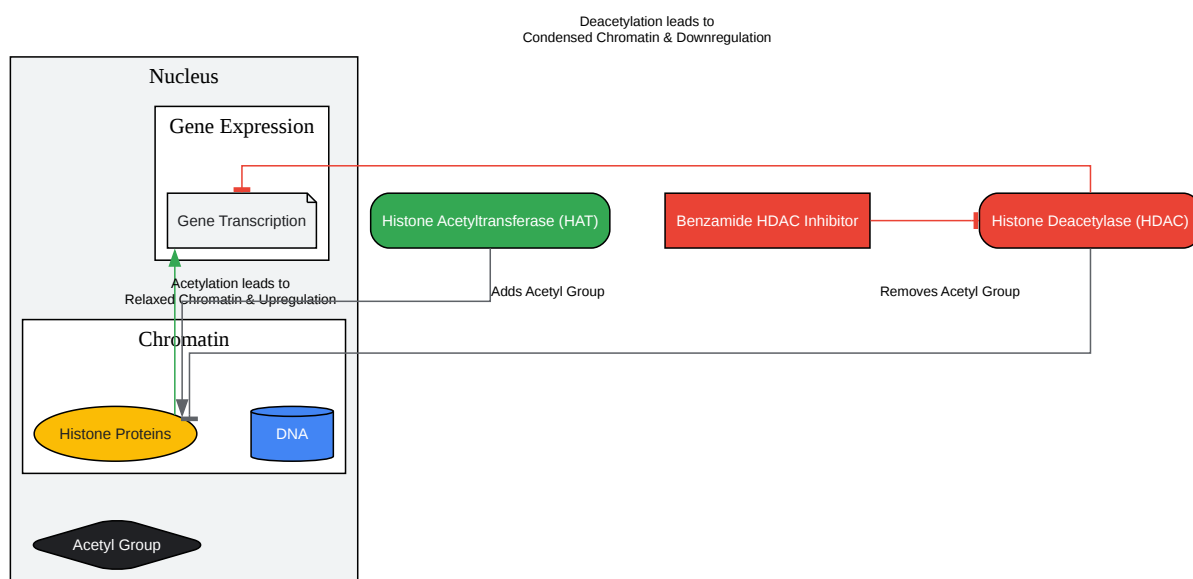 Deacetylation leads to
Condensed Chromatin & Downregulation
Nucleus
Gene Expression
Gene Transcription
Histone Acetyltransferase (HAT)
Benzamide HDAC Inhibitor
Histone Deacetylase (HDAC)
Acetylation leads to
Relaxed Chromatin & Upregulation
Adds Acetyl Group
Removes Acetyl Group
Chromatin
Histone Proteins
DNA
Acetyl Group